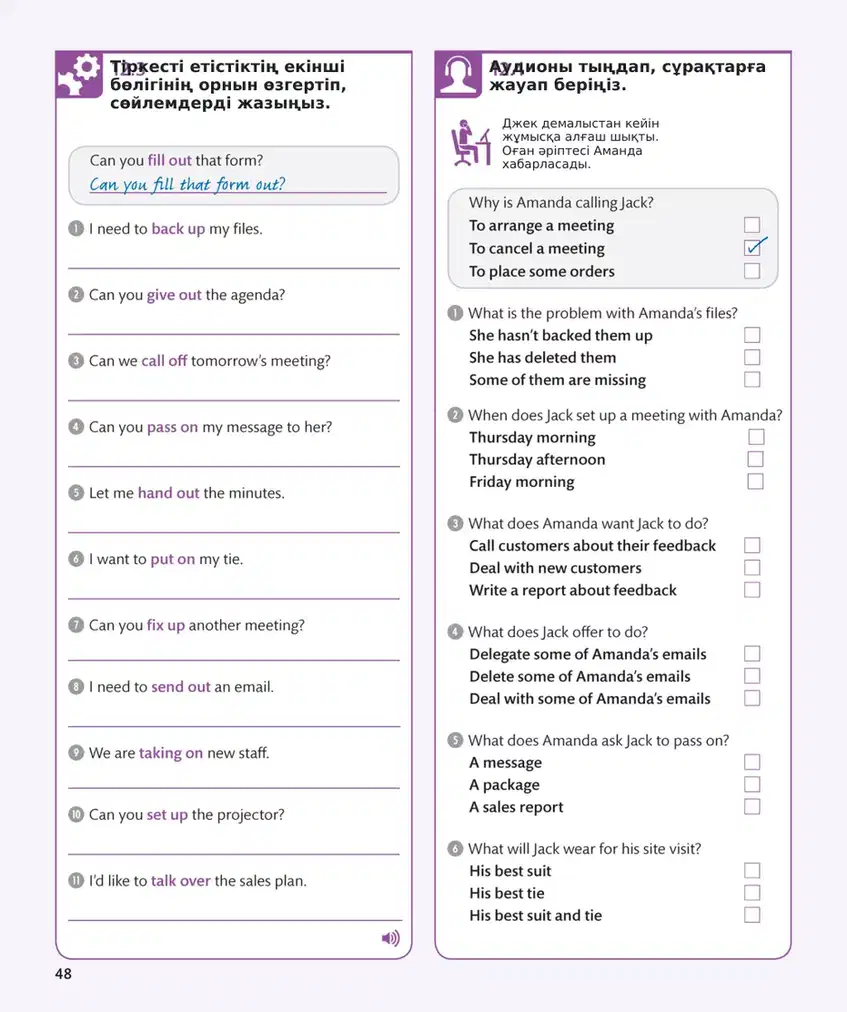 Тіркесті етістіктің екінші
бөлігінің орнын өзгертіп,
сөйлемдерді жазыңыз.
Can you fill out that form?
Can you fill that form out?
1 I need to back up my files.
2 Can you give out the agenda?
3 Can we call off tomorrow's meeting?
4 Can you pass on my message to her?
5 Let me hand out the minutes.
6 I want to put on my tie.
7 Can you fix up another meeting?
8 I need to send out an email.
9 We are taking on new staff.
10 Can you set up the projector?
11 I'd like to talk over the sales plan.
48
Аудионы тыңдап, сұрақтарға
жауап беріңіз.
Джек демалыстан кейін
жұмысқа алғаш шықты.
Оған әріптесі Аманда
хабарласады.
Why is Amanda calling Jack?
To arrange a meeting
To cancel a meeting
To place some orders
1 What is the problem with Amanda's files?
She hasn't backed them up
She has deleted them
Some of them are missing
2 When does Jack set up a meeting with Amanda?
Thursday morning
Thursday afternoon
Friday morning
3 What does Amanda want Jack to do?
Call customers about their feedback
Deal with new customers
Write a report about feedback
4 What does Jack offer to do?
Delegate some of Amanda's emails
Delete some of Amanda's emails
Deal with some of Amanda's emails
5 What does Amanda ask Jack to pass on?
A message
A package
A sales report
6 What will Jack wear for his site visit?
His best suit
His best tie
His best suit and tie